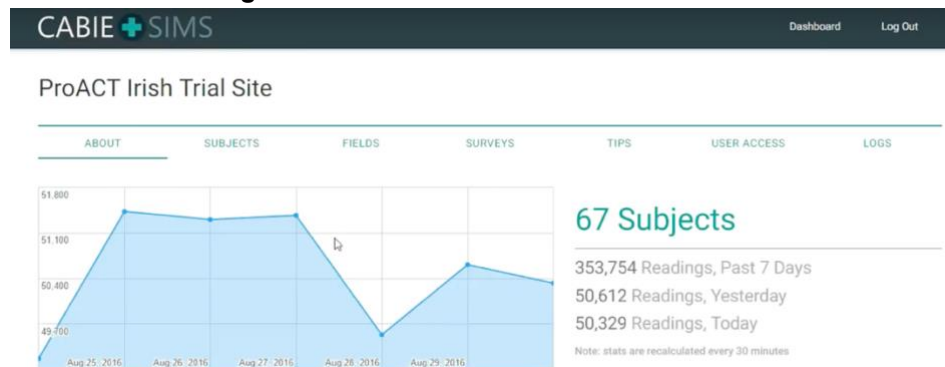 CABIE SIMS
Dashboard Log Out
ProACT Irish Trial Site
ABOUT SUBJECTS FIELDS SURVEYS TIPS USER ACCESS LOGS
51.800
51.100
50.400
49.700
Aug 25 2016 Aug 26 2016 Aug 27 2016 Aug 28 2016 Aug 29 2016
67 Subjects
353,754 Readings, Past 7 Days
50,612 Readings, Yesterday
50,329 Readings, Today
Note: stats are recalculated every 30 minutes